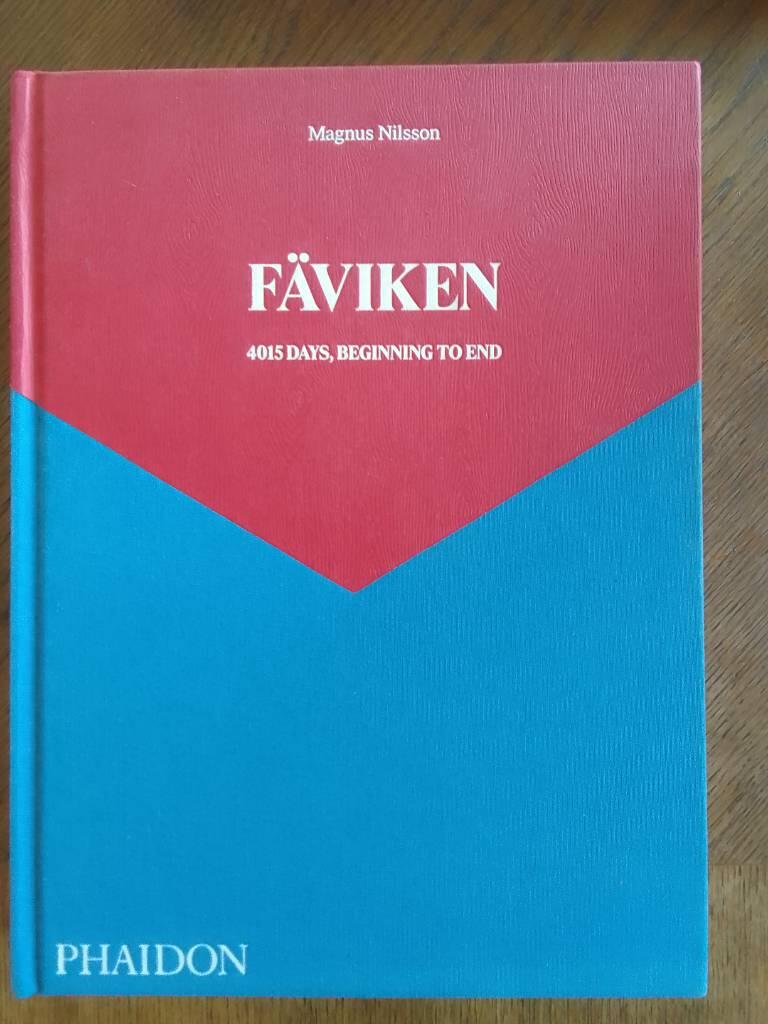 Magnus Nilsson
FÄVIKEN
4015 DAYS, BEGINNING TO END
PHAIDON